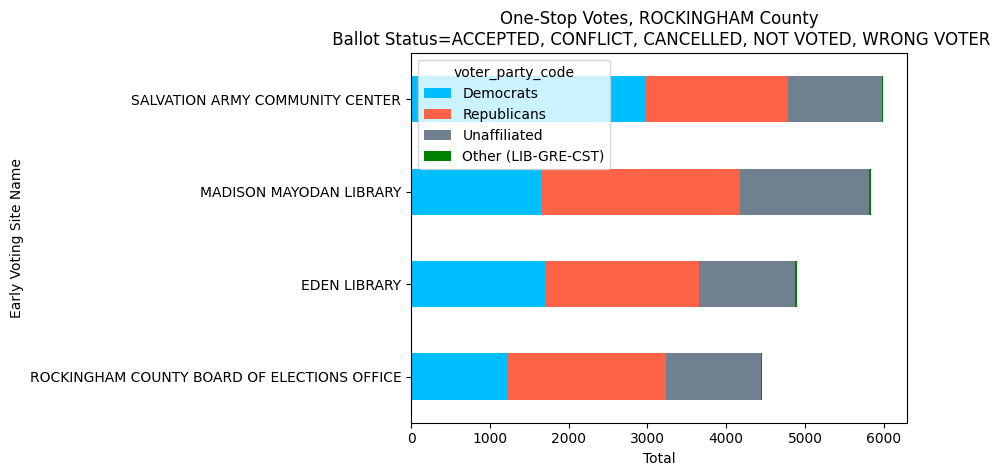 One-Stop Votes, ROCKINGHAM County
Ballot Status=ACCEPTED, CONFLICT, CANCELLED, NOT VOTED, WRONG VOTER
voter_party_code
Democrats
Republicans
Unaffiliated
Other (LIB-GRE-CST)
Early Voting Site Name
SALVATION ARMY COMMUNITY CENTER
MADISON MAYODAN LIBRARY
EDEN LIBRARY
ROCKINGHAM COUNTY BOARD OF ELECTIONS OFFICE
0 1000 2000 3000 4000 5000 6000
Total